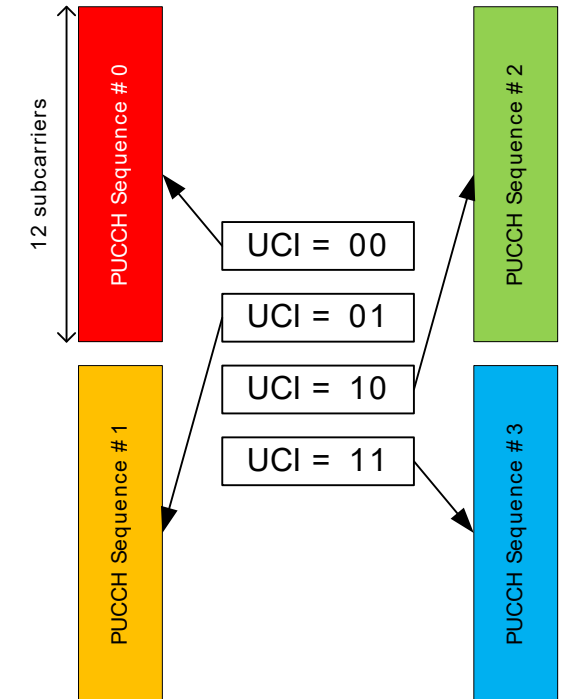 12 subcarriers
PUCCH Sequence # 0
PUCCH Sequence # 2
UCI = 00
UCI = 01
UCI = 10
UCI = 11
PUCCH Sequence # 1
PUCCH Sequence # 3